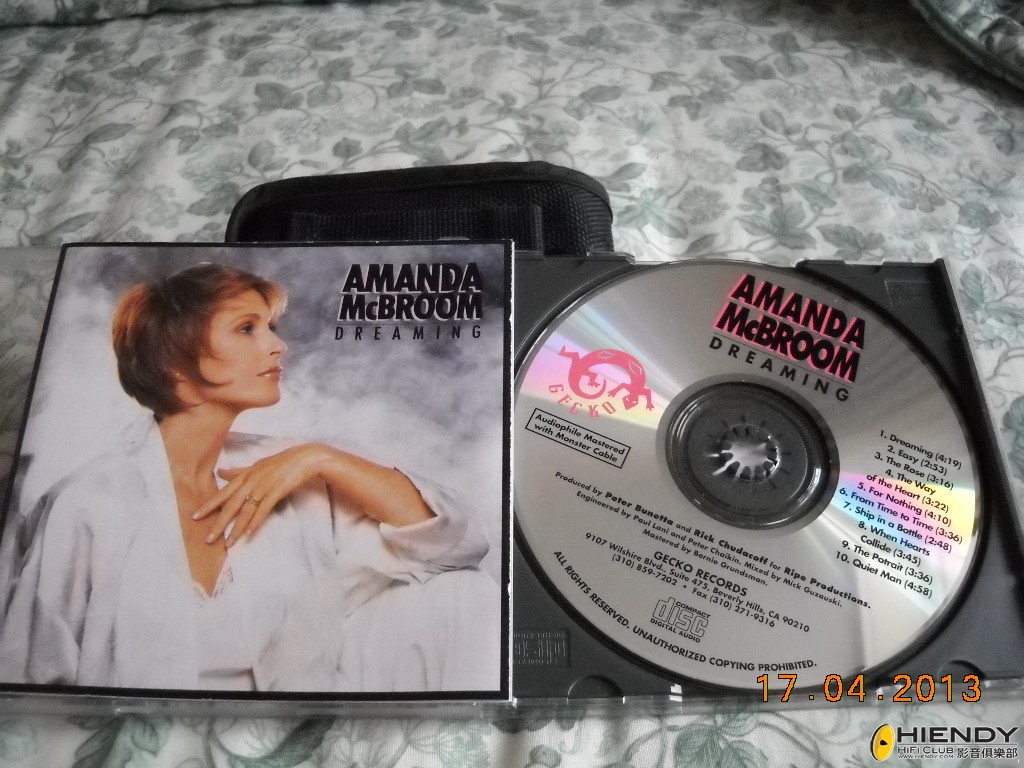 AMANDA
McBROOM
DREAMING
AMANDA
McBROOM
DREAMING
GECKO
Audiophile Mastered
with Monster Cable
1. Dreaming (4:19)
2. Easy (2:53)
3. The Rose (3:16)
4. The Way
of the Heart (3:22)
5. For Nothing (4:10)
6. From Time to Time (3:36)
7. Ship in a Bottle (2:48)
8. When Hearts
Collide (3:45)
9. The Potrait (3:36)
10. Quiet Man (4:58)
Produced by Peter Bunetta and Rick Chudacoff for Ripe Productions.
Engineered by Paul Lani and Peter Chaikin. Mixed by Mick Guzauski.
Mastered by Bernie Grundsman.
GECKO RECORDS
9107 Wilshire Blvd., Suite 475, Beverly Hills, CA 90210
(310) 859-7202 • Fax (310) 271-9316
COMPACT
disc
DIGITAL AUDIO
ALL RIGHTS RESERVED. UNAUTHORIZED COPYING PROHIBITED.
17.04.2013
HIENDY
HiFi CLUB 影音俱樂部
WWW.HIENDY.COM